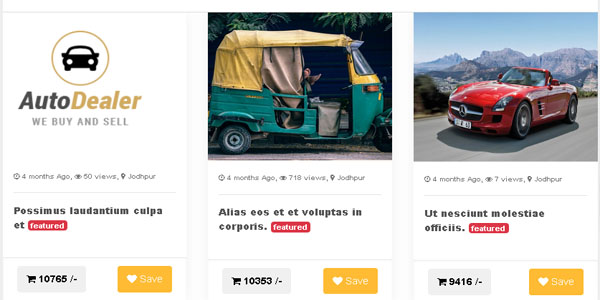 AutoDealer
WE BUY AND SELL
4 months Ago, 50 views, Jodhpur
Possimus laudantium culpa
et featured
10765 /-
Save
4 months Ago, 718 views, Jodhpur
Alias eos et et voluptas in
corporis. featured
10353 /-
Save
4 months Ago, 7 views, Jodhpur
Ut nesciunt molestiae
officiis. featured
9416 /-
Save